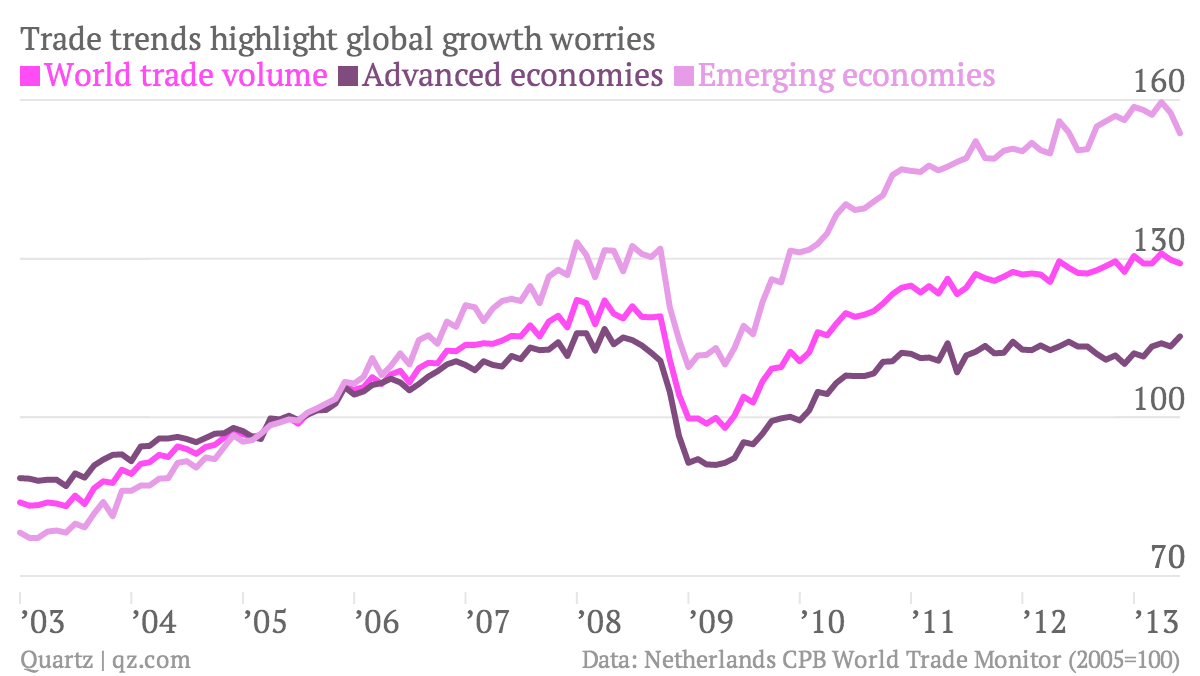 Trade trends highlight global growth worries
World trade volume Advanced economies Emerging economies
160
130
100
70
’03 ’04 ’05 ’06 ’07 ’08 ’09 ’10 ’11 ’12 ’13
Quartz | qz.com Data: Netherlands CPB World Trade Monitor (2005=100)